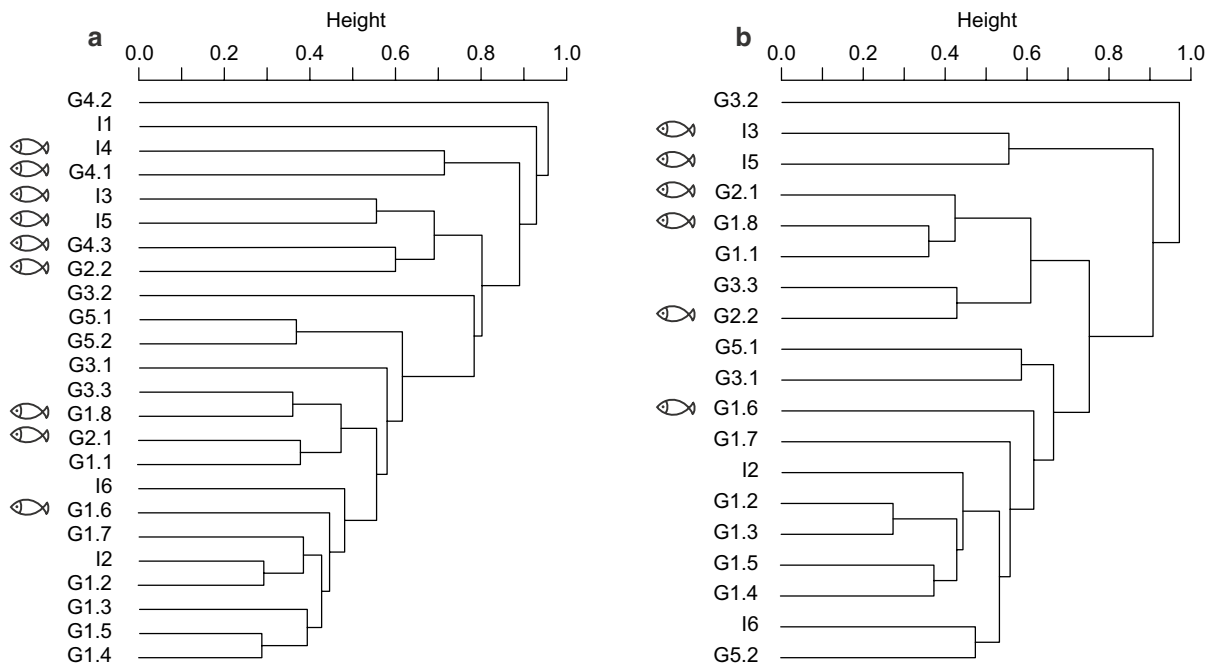 Height
a
0.0 0.2 0.4 0.6 0.8 1.0
G4.2
I1
I4
G4.1
I3
I5
G4.3
G2.2
G3.2
G5.1
G5.2
G3.1
G3.3
G1.8
G2.1
G1.1
I6
G1.6
G1.7
I2
G1.2
G1.3
G1.5
G1.4
Height
b
0.0 0.2 0.4 0.6 0.8 1.0
G3.2
I3
I5
G2.1
G1.8
G1.1
G3.3
G2.2
G5.1
G3.1
G1.6
G1.7
I2
G1.2
G1.3
G1.5
G1.4
I6
G5.2